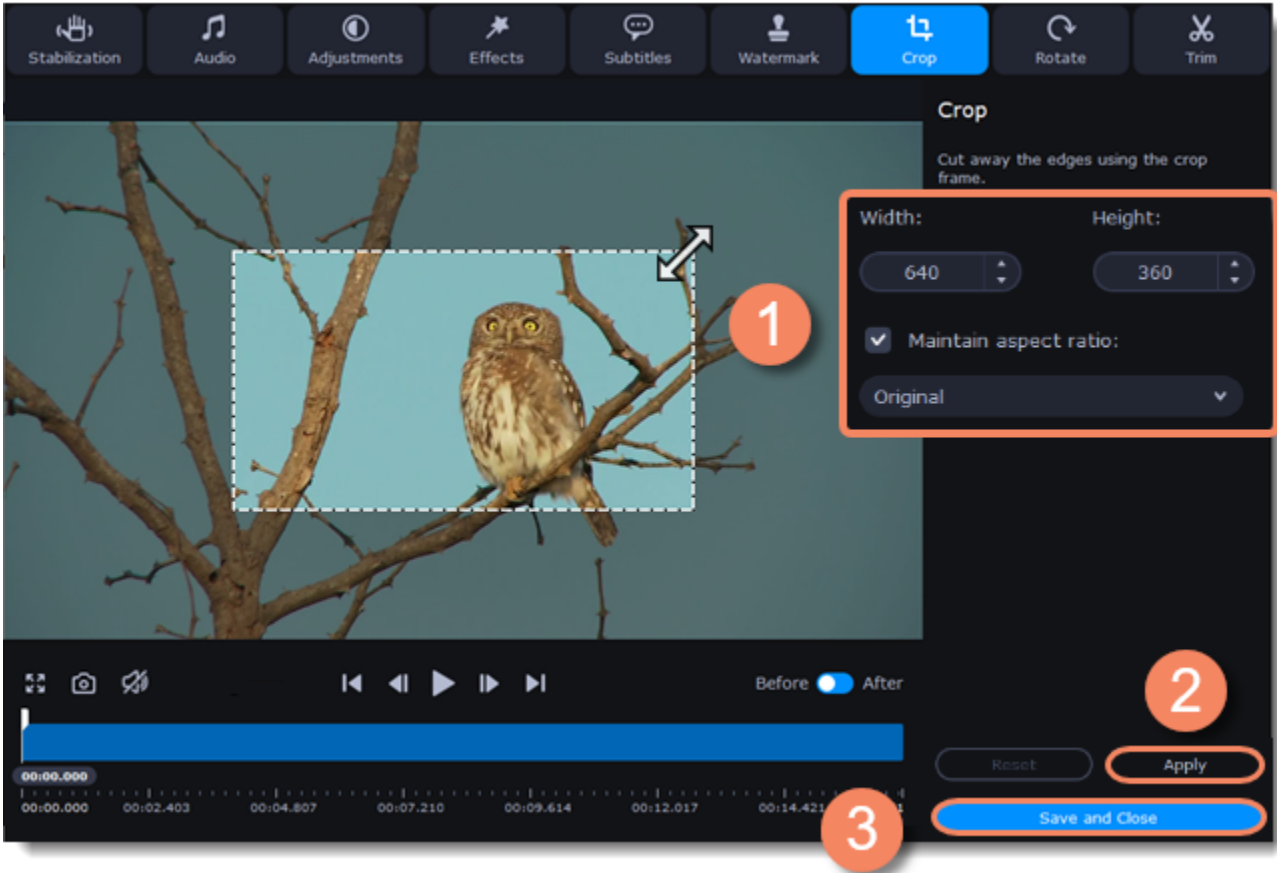 Stabilization
Audio
Adjustments
Effects
Subtitles
Watermark
Crop
Rotate
Trim
Crop
Cut away the edges using the crop
frame.
Width: Height:
640 360
Maintain aspect ratio:
Original
1
Before After
2
00:00.000
Reset Apply
00:00.000 00:02.403 00:04.807 00:07.210 00:09.614 00:12.017 00:14.421
3
Save and Close